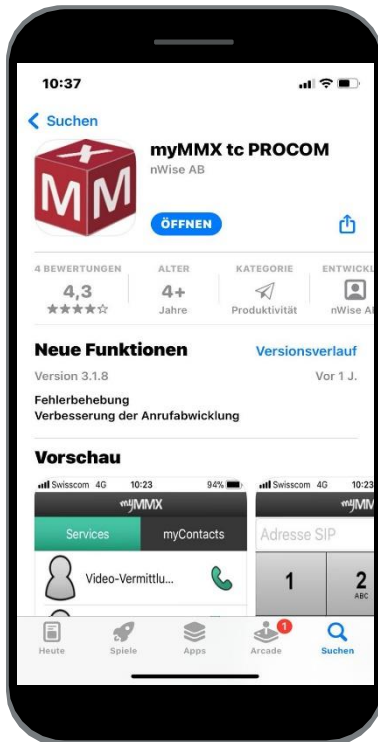 10:37
Suchen
MM
myMMX tc PROCOM
nWise AB
ÖFFNEN
4 BEWERTUNGEN ALTER KATEGORIE ENTWICKL
4,3 4+
Jahre Produktivität nWise AB
Neue Funktionen Versionsverlauf
Version 3.1.8 Vor 1 J.
Fehlerbehebung
Verbesserung der Anrufabwicklung
Vorschau
Swisscom 4G 10:23 94% Swisscom 4G 10:23
myMMX myMM
Services myContacts Adresse SIP
Video-Vermittlu... 1 2
ABC
1
Heute Spiele Apps Arcade Suchen